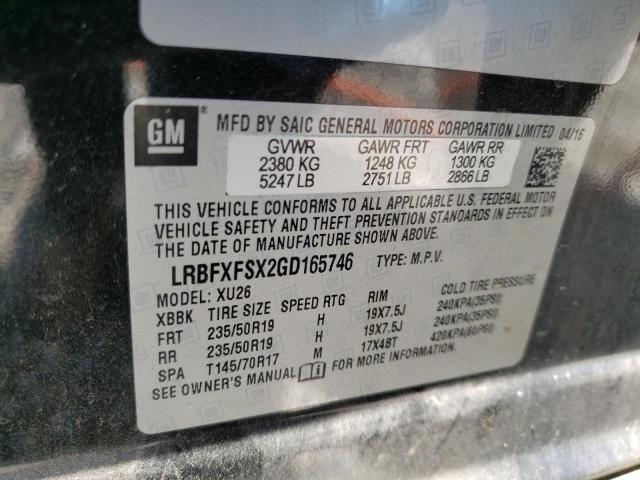 GM
MFD BY SAIC GENERAL MOTORS CORPORATION LIMITED 04/16
GVWR GAWR FRT GAWR RR
2380 KG 1248 KG 1300 KG
5247 LB 2751 LB 2866 LB
THIS VEHICLE CONFORMS TO ALL APPLICABLE U.S. FEDERAL MOTOR
VEHICLE SAFETY AND THEFT PREVENTION STANDARDS IN EFFECT ON
THE DATE OF MANUFACTURE SHOWN ABOVE.
LRBFXFSX2GD165746 TYPE: M.P.V.
MODEL: XU26
XBBK TIRE SIZE SPEED RTG RIM COLD TIRE PRESSURE
FRT 235/50R19 H 19X7.5J 240KPA(35PSI)
RR 235/50R19 H 19X7.5J 240KPA(35PSI)
SPA T145/70R17 M 17X4BT 420KPA(60PSI)
SEE OWNER'S MANUAL FOR MORE INFORMATION.